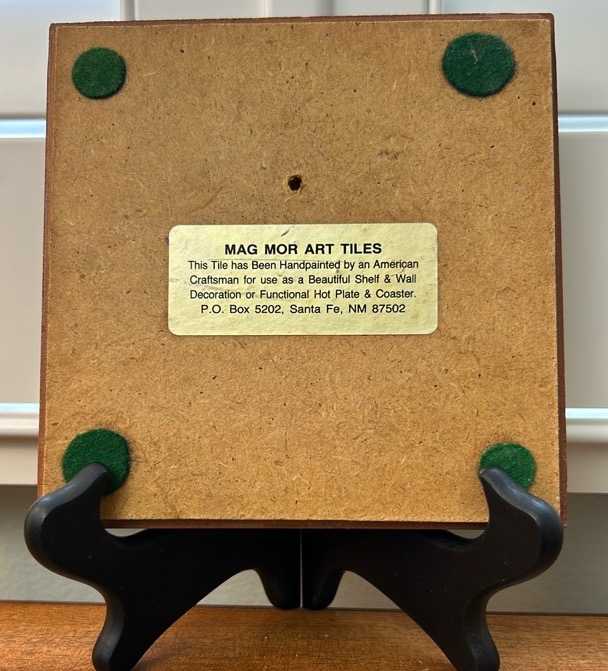 MAG MOR ART TILES
This Tile has Been Handpainted by an American
Craftsman for use as a Beautiful Shelf & Wall
Decoration or Functional Hot Plate & Coaster.
P.O. Box 5202, Santa Fe, NM 87502